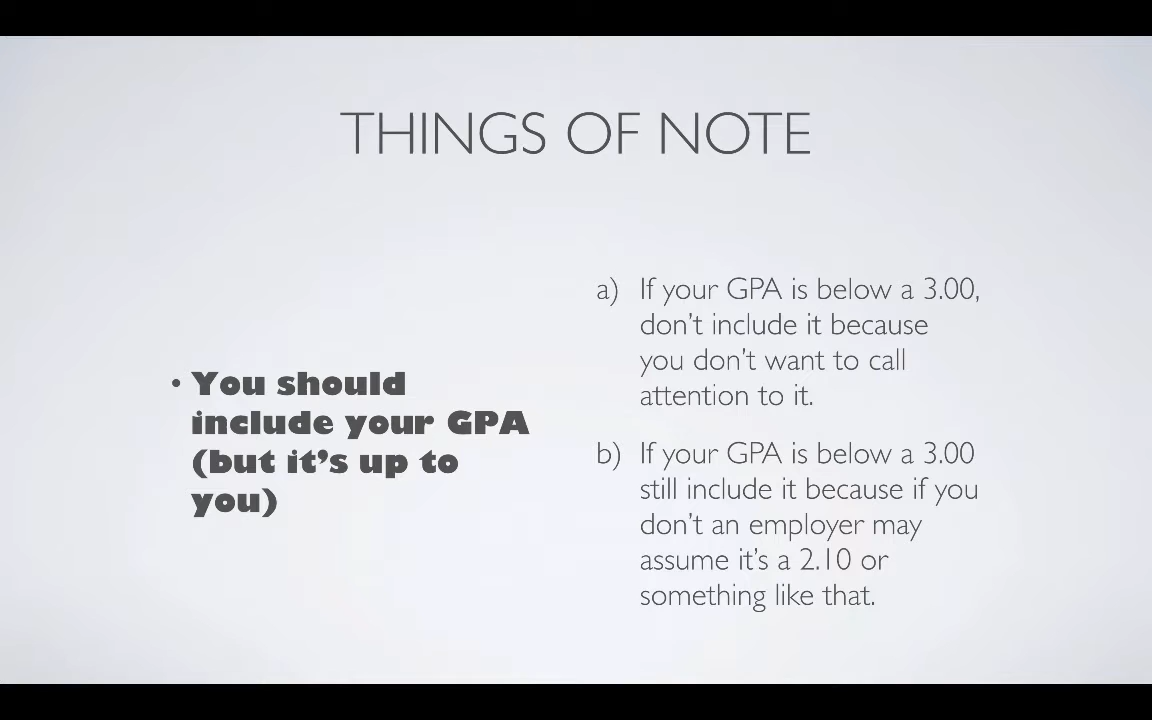 THINGS OF NOTE
• You should
include your GPA
(but it's up to
you)
a) If your GPA is below a 3.00,
don't include it because
you don't want to call
attention to it.
b) If your GPA is below a 3.00
still include it because if you
don't an employer may
assume it's a 2.10 or
something like that.